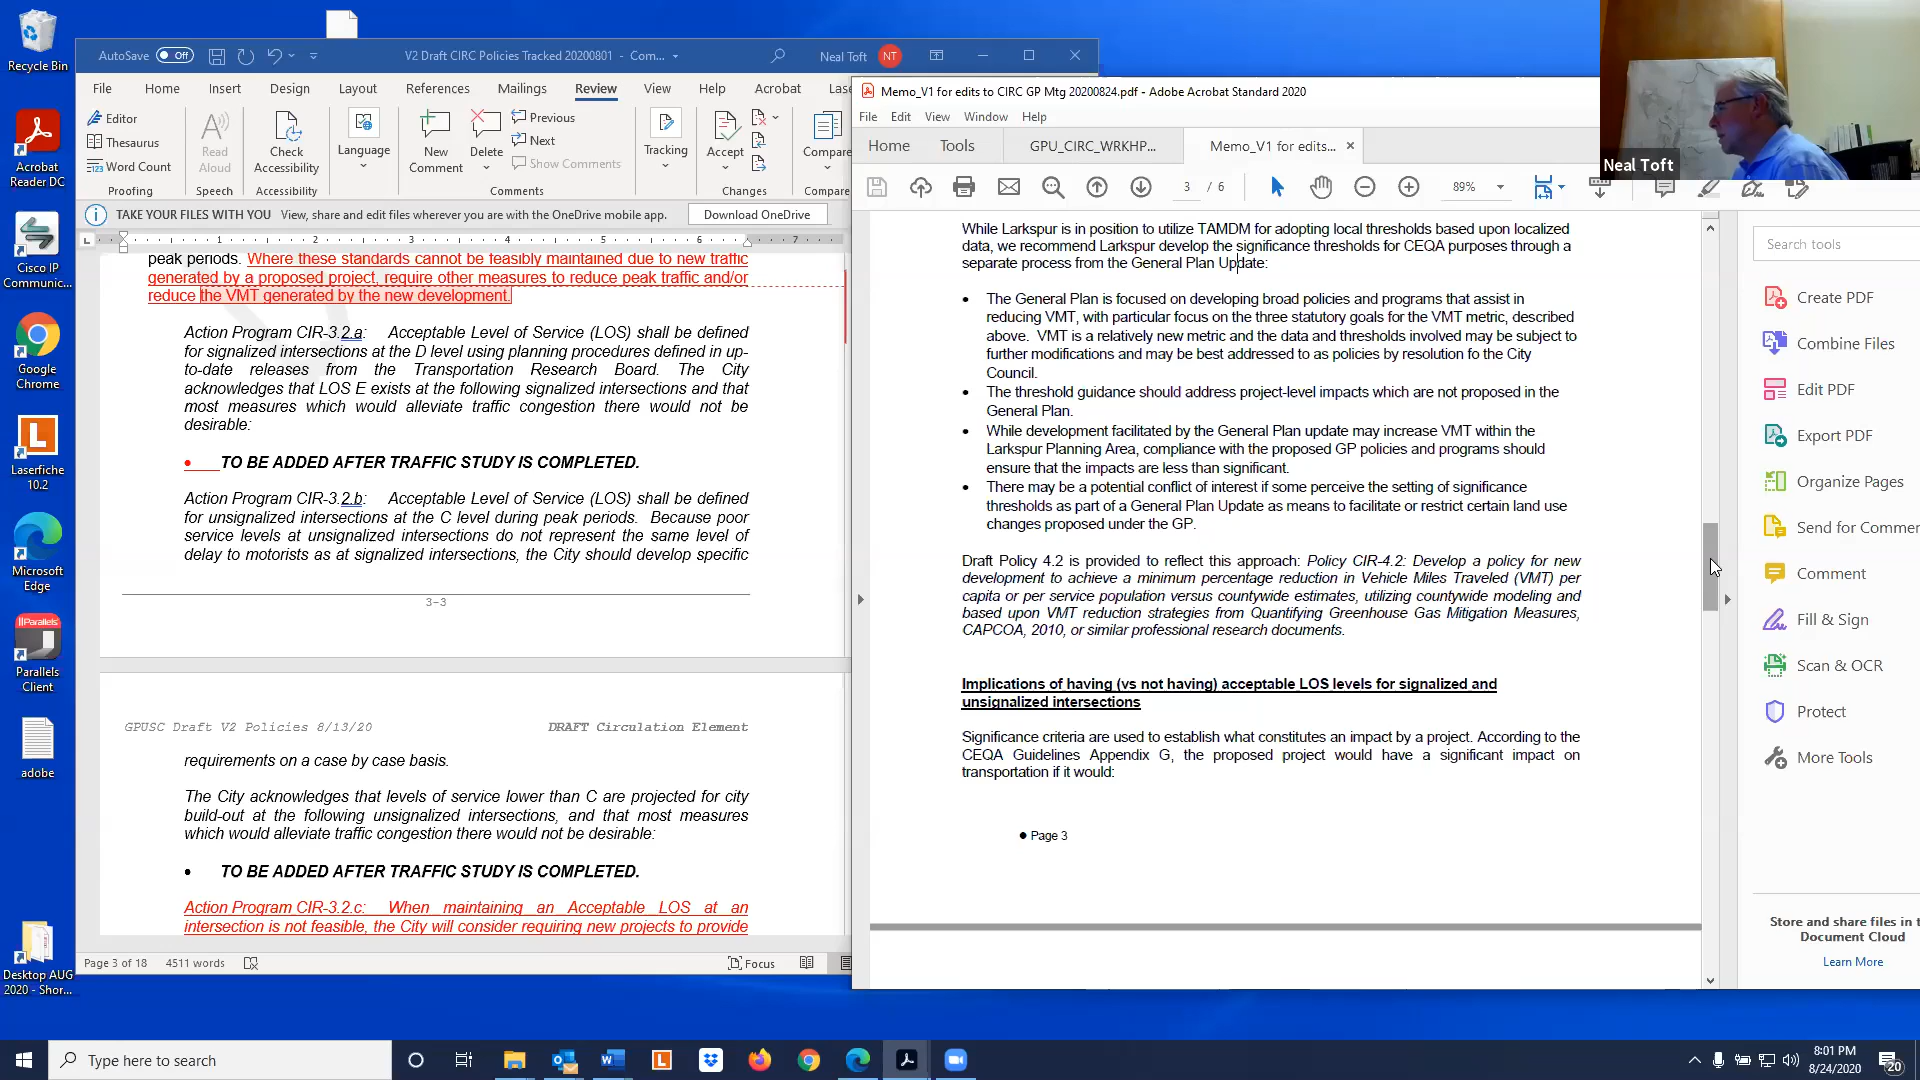 Recycle Bin
Acrobat
Reader DC
Cisco IP
Communic...
Google
Chrome
Laserfiche
10.2
Microsoft
Edge
Parallels
Parallels
Client
adobe
Desktop AUG
2020 - Shor...
AutoSave Off
V2 Draft CIRC Policies Tracked 20200801 - Com...
Neal Toft NT
File Home Insert Design Layout References Mailings Review View Help Acrobat Lase
Editor
Thesaurus
Word Count
Proofing
Read
Aloud
Speech
Check
Accessibility
Accessibility
Language
New
Comment
Delete
Previous
Next
Show Comments
Comments
Tracking
Accept
Changes
Compare
Compare
TAKE YOUR FILES WITH YOU View, share and edit files wherever you are with the OneDrive mobile app. Download OneDrive
1 2 3 4 5 6 7
peak periods. Where these standards cannot be feasibly maintained due to new traffic
generated by a proposed project, require other measures to reduce peak traffic and/or
reduce the VMT generated by the new development.
Action Program CIR-3.2.a: Acceptable Level of Service (LOS) shall be defined
for signalized intersections at the D level using planning procedures defined in up-
to-date releases from the Transportation Research Board. The City
acknowledges that LOS E exists at the following signalized intersections and that
most measures which would alleviate traffic congestion there would not be
desirable:
• TO BE ADDED AFTER TRAFFIC STUDY IS COMPLETED.
Action Program CIR-3.2.b: Acceptable Level of Service (LOS) shall be defined
for unsignalized intersections at the C level during peak periods. Because poor
service levels at unsignalized intersections do not represent the same level of
delay to motorists as at signalized intersections, the City should develop specific
3-3
GPUSC Draft V2 Policies 8/13/20 DRAFT Circulation Element
requirements on a case by case basis.
The City acknowledges that levels of service lower than C are projected for city
build-out at the following unsignalized intersections, and that most measures
which would alleviate traffic congestion there would not be desirable:
• TO BE ADDED AFTER TRAFFIC STUDY IS COMPLETED.
Action Program CIR-3.2.c: When maintaining an Acceptable LOS at an
intersection is not feasible, the City will consider requiring new projects to provide
Page 3 of 18 4511 words Focus
Memo_V1 for edits to CIRC GP Mtg 20200824.pdf - Adobe Acrobat Standard 2020
File Edit View Window Help
Home Tools GPU_CIRC_WRKHP... Memo_V1 for edits... ×
3 / 6 89%
While Larkspur is in position to utilize TAMDM for adopting local thresholds based upon localized
data, we recommend Larkspur develop the significance thresholds for CEQA purposes through a
separate process from the General Plan Update:
• The General Plan is focused on developing broad policies and programs that assist in
reducing VMT, with particular focus on the three statutory goals for the VMT metric, described
above. VMT is a relatively new metric and the data and thresholds involved may be subject to
further modifications and may be best addressed to as policies by resolution fo the City
Council.
• The threshold guidance should address project-level impacts which are not proposed in the
General Plan.
• While development facilitated by the General Plan update may increase VMT within the
Larkspur Planning Area, compliance with the proposed GP policies and programs should
ensure that the impacts are less than significant.
• There may be a potential conflict of interest if some perceive the setting of significance
thresholds as part of a General Plan Update as means to facilitate or restrict certain land use
changes proposed under the GP.
Draft Policy 4.2 is provided to reflect this approach: Policy CIR-4.2: Develop a policy for new
development to achieve a minimum percentage reduction in Vehicle Miles Traveled (VMT) per
capita or per service population versus countywide estimates, utilizing countywide modeling and
based upon VMT reduction strategies from Quantifying Greenhouse Gas Mitigation Measures,
CAPCOA, 2010, or similar professional research documents.
Implications of having (vs not having) acceptable LOS levels for signalized and
unsignalized intersections
Significance criteria are used to establish what constitutes an impact by a project. According to the
CEQA Guidelines Appendix G, the proposed project would have a significant impact on
transportation if it would:
• Page 3
Neal Toft
Search tools
Create PDF
Combine Files
Edit PDF
Export PDF
Organize Pages
Send for Commer
Comment
Fill & Sign
Scan & OCR
Protect
More Tools
Store and share files in t
Document Cloud
Learn More
Type here to search
8:01 PM
8/24/2020
20